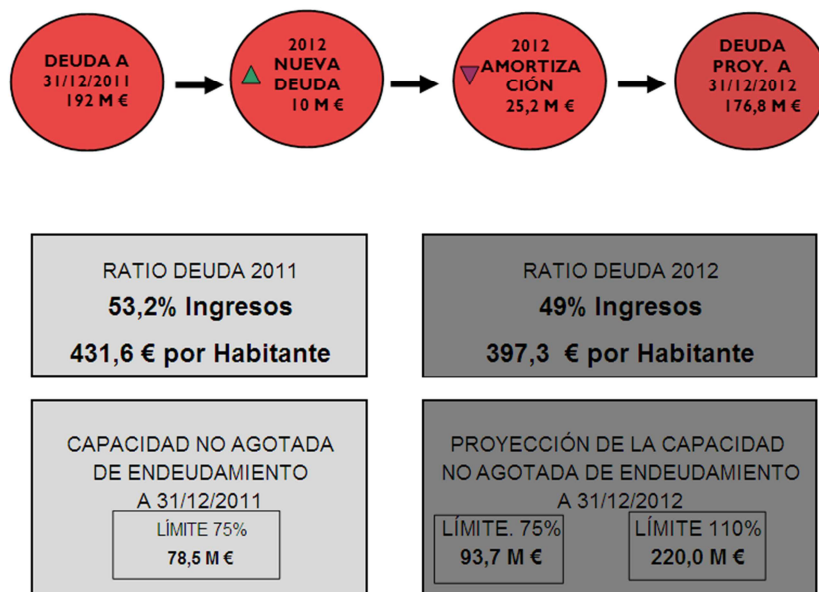 DEUDA A
31/12/2011
192 M €
2012
NUEVA
DEUDA
10 M €
2012
AMORTIZA
CIÓN
25,2 M €
DEUDA
PROY. A
31/12/2012
176,8 M €
RATIO DEUDA 2011
53,2% Ingresos
431,6 € por Habitante
RATIO DEUDA 2012
49% Ingresos
397,3 € por Habitante
CAPACIDAD NO AGOTADA
DE ENDEUDAMIENTO
A 31/12/2011
LÍMITE 75%
78,5 M €
PROYECCIÓN DE LA CAPACIDAD
NO AGOTADA DE ENDEUDAMIENTO
A 31/12/2012
LÍMITE. 75%
93,7 M €
LÍMITE 110%
220,0 M €